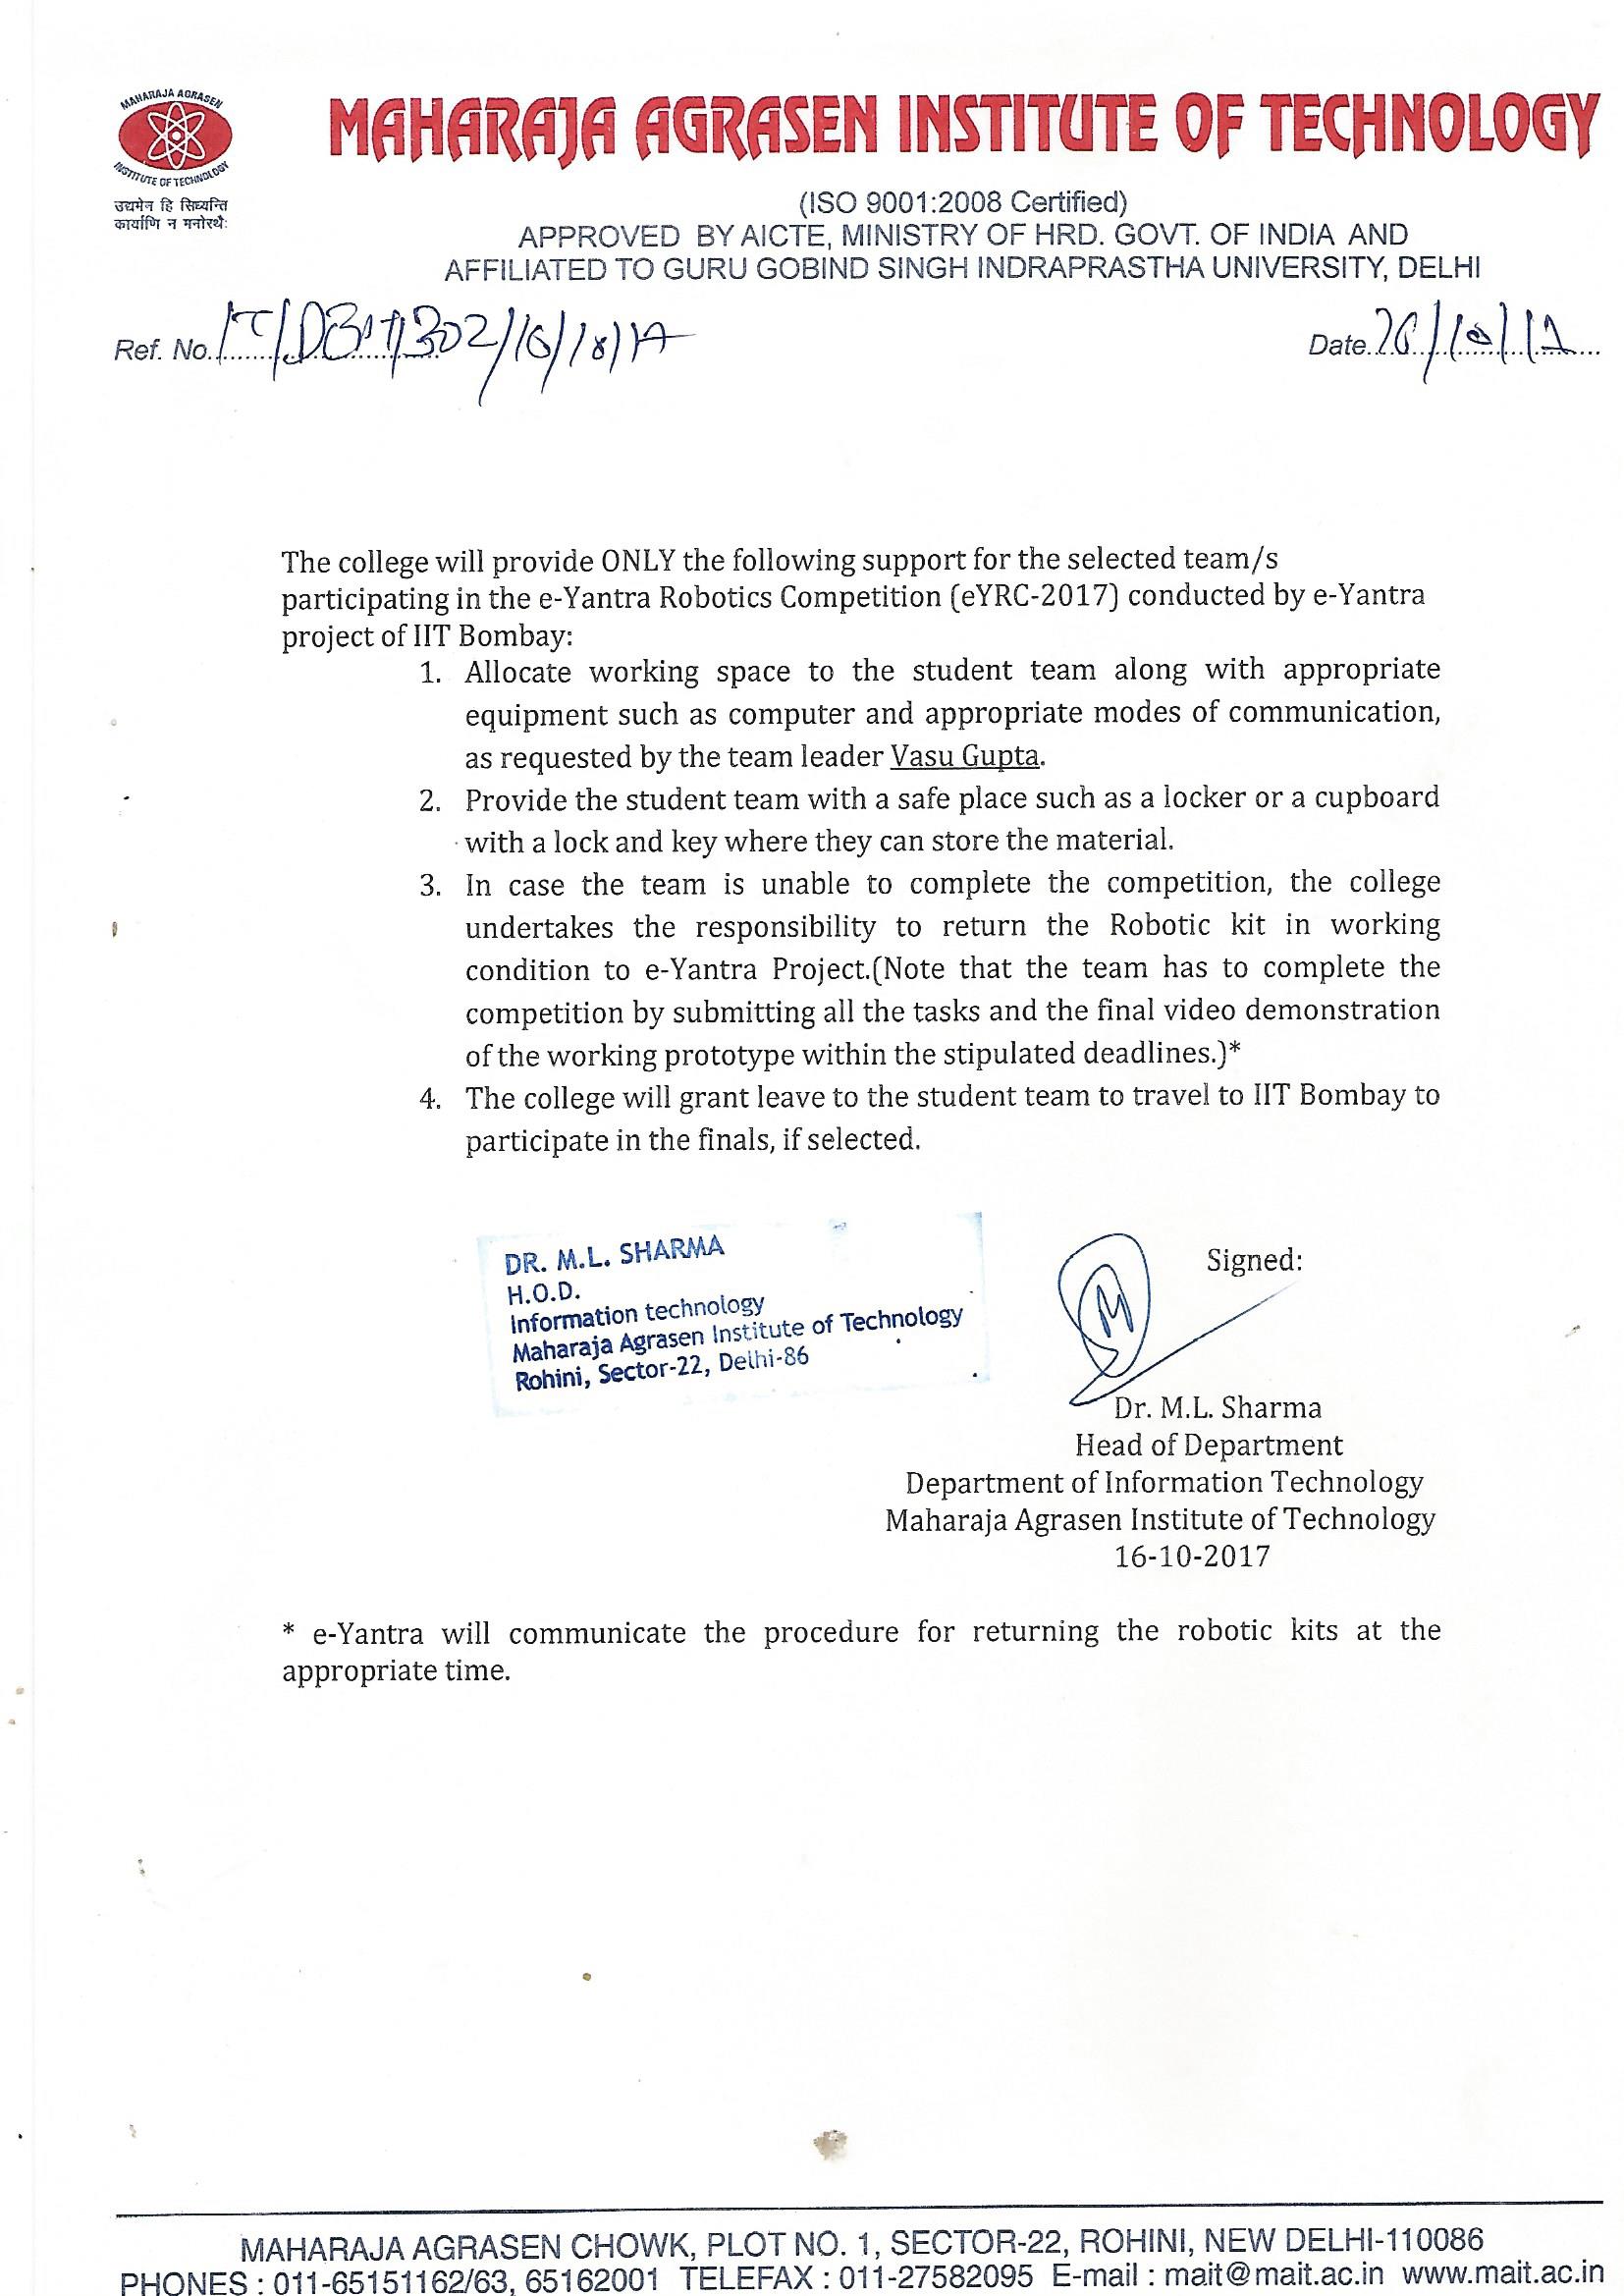 MAHARAJA AGRASEN
INSTITUTE OF TECHNOLOGY
उद्यमेन हि सिध्यन्ति
कार्याणि न मनोरथैः
MAHARAJA AGRASEN INSTITUTE OF TECHNOLOGY
(ISO 9001:2008 Certified)
APPROVED BY AICTE, MINISTRY OF HRD. GOVT. OF INDIA AND
AFFILIATED TO GURU GOBIND SINGH INDRAPRASTHA UNIVERSITY, DELHI
Ref. No.
Date
The college will provide ONLY the following support for the selected team/s
participating in the e-Yantra Robotics Competition (eYRC-2017) conducted by e-Yantra
project of IIT Bombay:
1. Allocate working space to the student team along with appropriate
equipment such as computer and appropriate modes of communication,
as requested by the team leader Vasu Gupta.
2. Provide the student team with a safe place such as a locker or a cupboard
with a lock and key where they can store the material.
3. In case the team is unable to complete the competition, the college
undertakes the responsibility to return the Robotic kit in working
condition to e-Yantra Project.(Note that the team has to complete the
competition by submitting all the tasks and the final video demonstration
of the working prototype within the stipulated deadlines.)*
4. The college will grant leave to the student team to travel to IIT Bombay to
participate in the finals, if selected.
DR. M.L. SHARMA
H.O.D.
Information technology
Maharaja Agrasen Institute of Technology
Rohini, Sector-22, Delhi-86
Signed:
Dr. M.L. Sharma
Head of Department
Department of Information Technology
Maharaja Agrasen Institute of Technology
16-10-2017
* e-Yantra will communicate the procedure for returning the robotic kits at the
appropriate time.
MAHARAJA AGRASEN CHOWK, PLOT NO. 1, SECTOR-22, ROHINI, NEW DELHI-110086
PHONES : 011-65151162/63, 65162001 TELEFAX : 011-27582095 E-mail : mait@mait.ac.in www.mait.ac.in